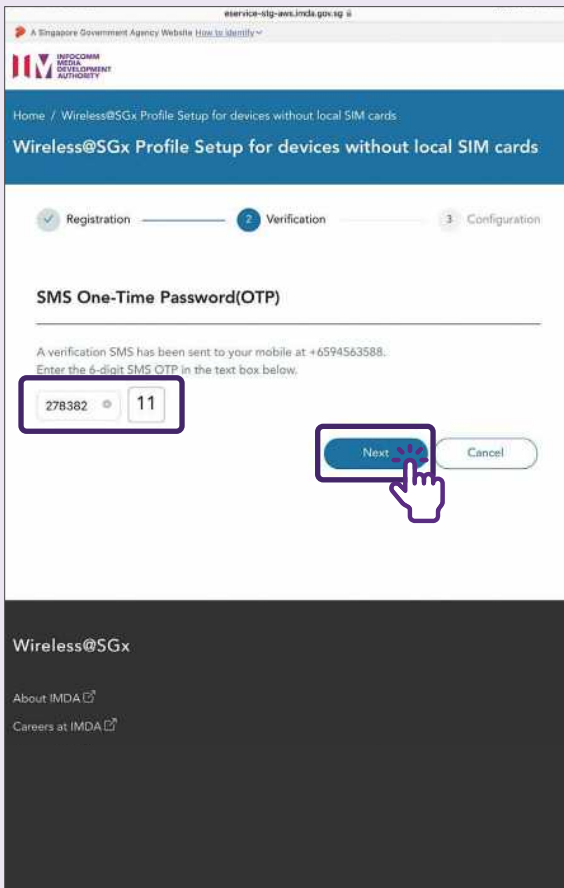 eservice-stg-aws.imda.gov.sg
A Singapore Government Agency Website How to identify
INFOCOMM
MEDIA
DEVELOPMENT
AUTHORITY
Home / Wireless@SGx Profile Setup for devices without local SIM cards
Wireless@SGx Profile Setup for devices without local SIM cards
Registration 2 Verification 3 Configuration
SMS One-Time Password(OTP)
A verification SMS has been sent to your mobile at +6594563588.
Enter the 6-digit SMS OTP in the text box below.
278382 11
Next Cancel
Wireless@SGx
About IMDA
Careers at IMDA